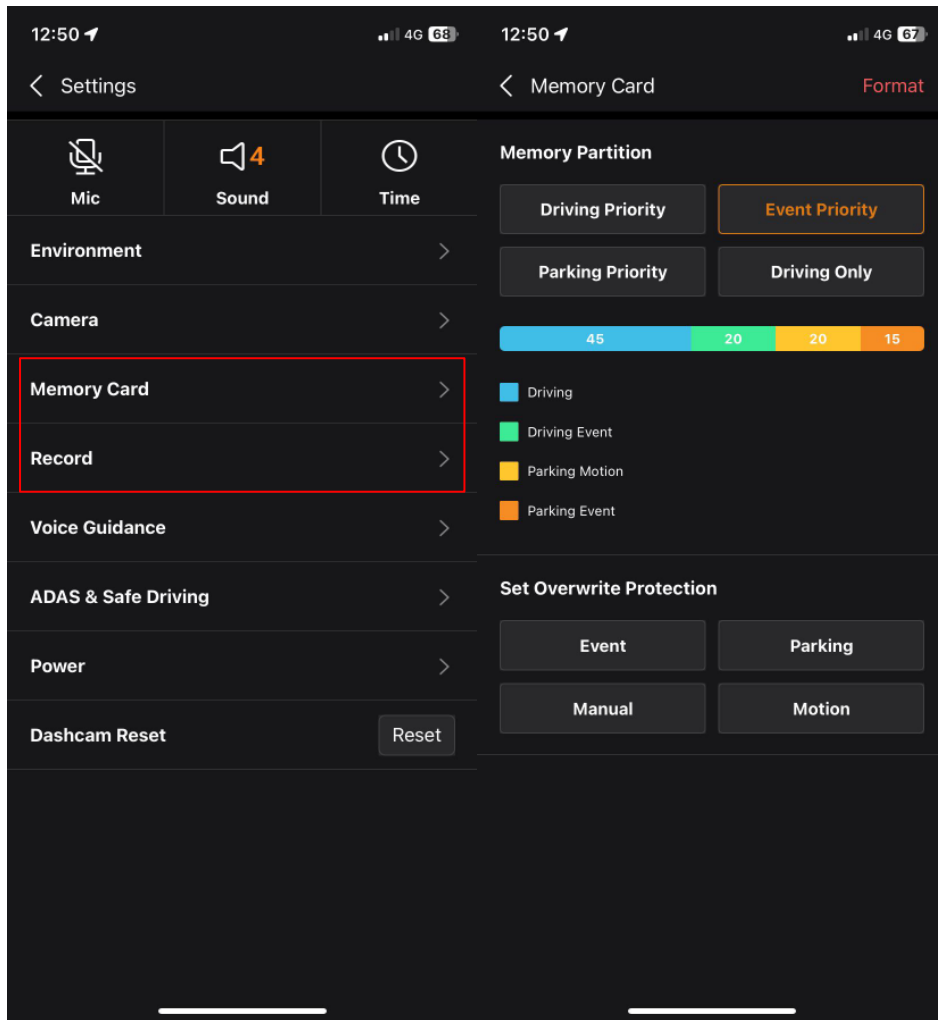 12:50 4G 68
Settings
4
Mic Sound Time
Environment
Camera
Memory Card
Record
Voice Guidance
ADAS & Safe Driving
Power
Dashcam Reset Reset
12:50 4G 67
Memory Card Format
Memory Partition
Driving Priority Event Priority
Parking Priority Driving Only
45 20 20 15
Driving
Driving Event
Parking Motion
Parking Event
Set Overwrite Protection
Event Parking
Manual Motion